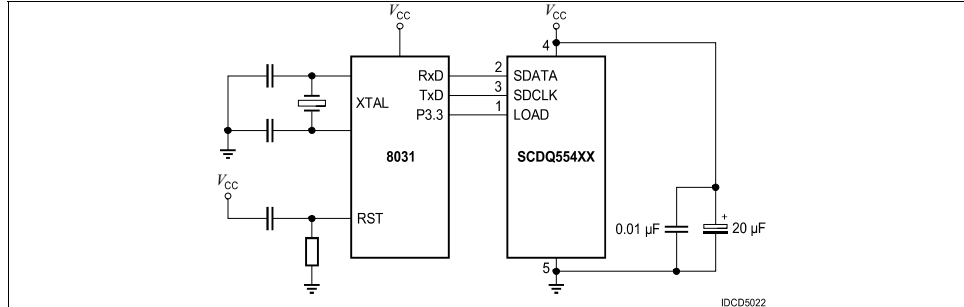 VCC
VCC
4
RxD
2
SDATA
TxD
3
SDCLK
XTAL
P3.3
1
LOAD
8031
SCDQ554XX
VCC
RST
0.01 µF
+
20 µF
5
IDCD5022